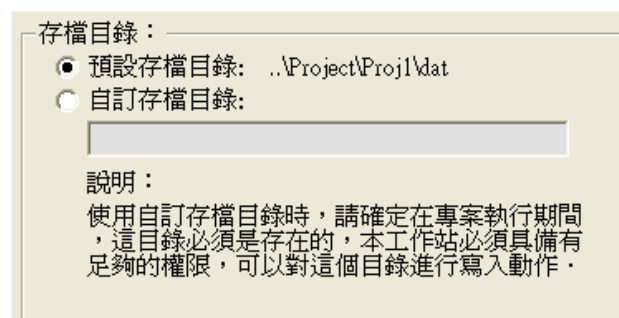 存檔目錄：
預設存檔目錄: ..\Project\Proj1\dat
自訂存檔目錄:
說明：
使用自訂存檔目錄時，請確定在專案執行期間
，這目錄必須是存在的，本工作站必須具備有
足夠的權限，可以對這個目錄進行寫入動作．